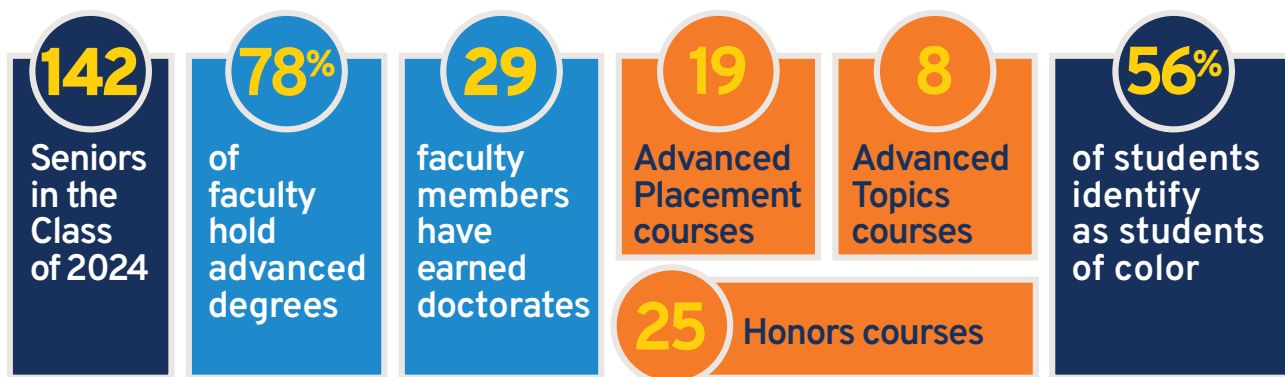 142
Seniors
in the
Class
of 2024
78%
of
faculty
hold
advanced
degrees
29
faculty
members
have
earned
doctorates
19
Advanced
Placement
courses
8
Advanced
Topics
courses
25
Honors courses
56%
of students
identify
as students
of color